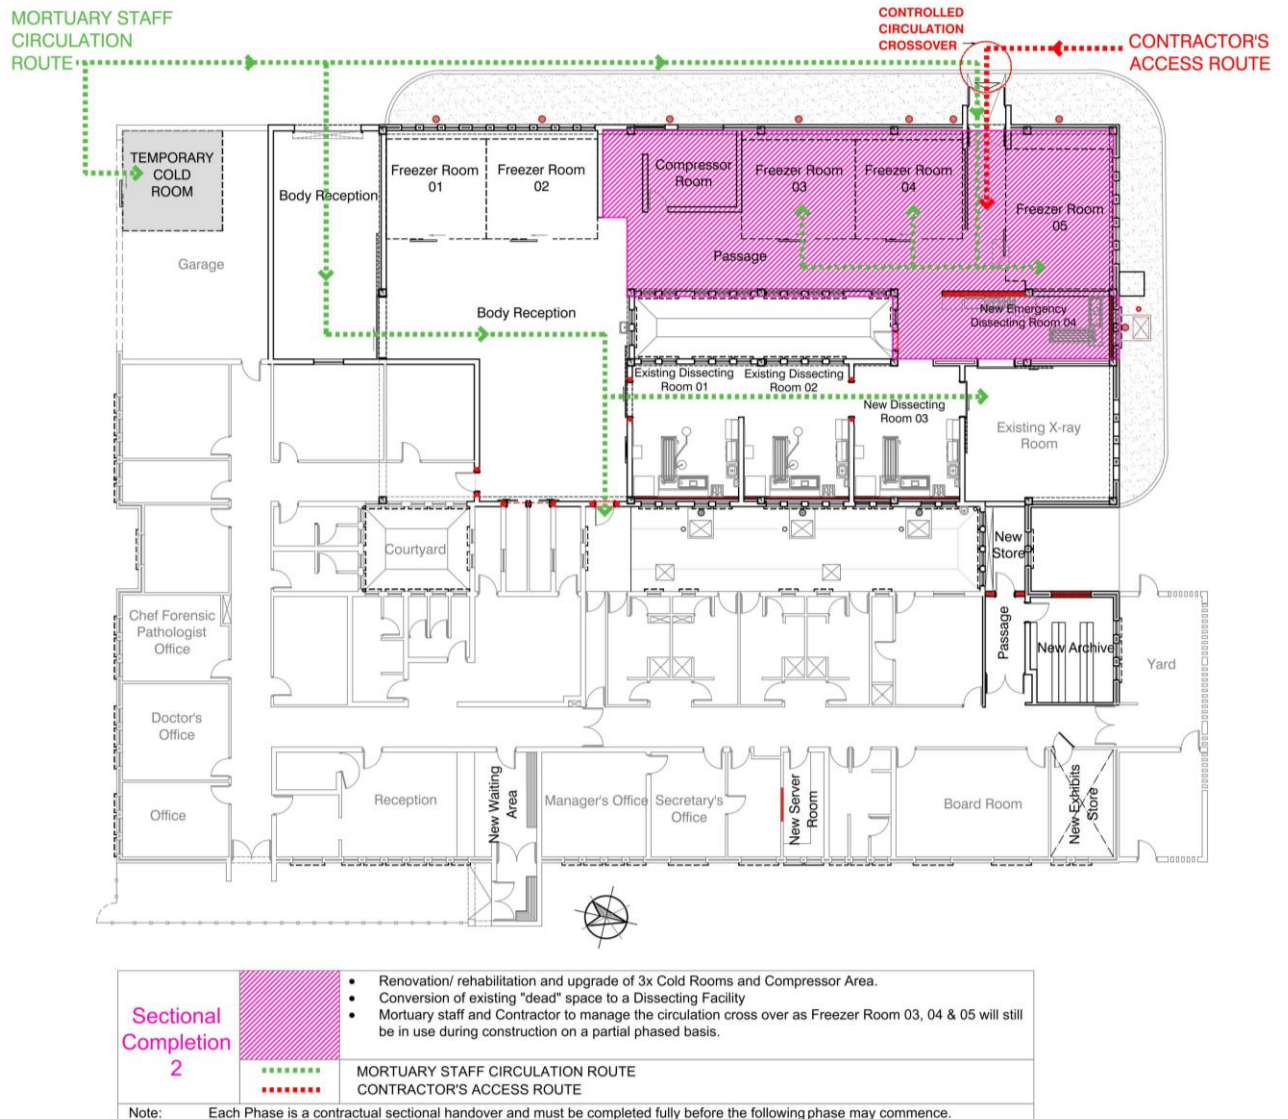 MORTUARY STAFF
CIRCULATION
ROUTE
CONTROLLED
CIRCULATION
CROSSOVER
CONTRACTOR'S
ACCESS ROUTE
TEMPORARY
COLD
ROOM
Garage
Body Reception
Freezer Room
01
Freezer Room
02
Compressor
Room
Freezer Room
03
Freezer Room
04
Freezer Room
05
Passage
Body Reception
New Emergency
Dissecting Room 04
Existing Dissecting
Room 01
Existing Dissecting
Room 02
New Dissecting
Room 03
Existing X-ray
Room
Courtyard
New
Store
Chef Forensic
Pathologist
Office
Passage
New Archive
Yard
Doctor's
Office
Office
Reception
New Waiting
Area
Manager's Office
Secretary's
Office
New Server
Room
Board Room
New Exhibits
Store
Sectional
Completion
2
• Renovation/ rehabilitation and upgrade of 3x Cold Rooms and Compressor Area.
• Conversion of existing "dead" space to a Dissecting Facility
• Mortuary staff and Contractor to manage the circulation cross over as Freezer Room 03, 04 & 05 will still
be in use during construction on a partial phased basis.
MORTUARY STAFF CIRCULATION ROUTE
CONTRACTOR'S ACCESS ROUTE
Note: Each Phase is a contractual sectional handover and must be completed fully before the following phase may commence.